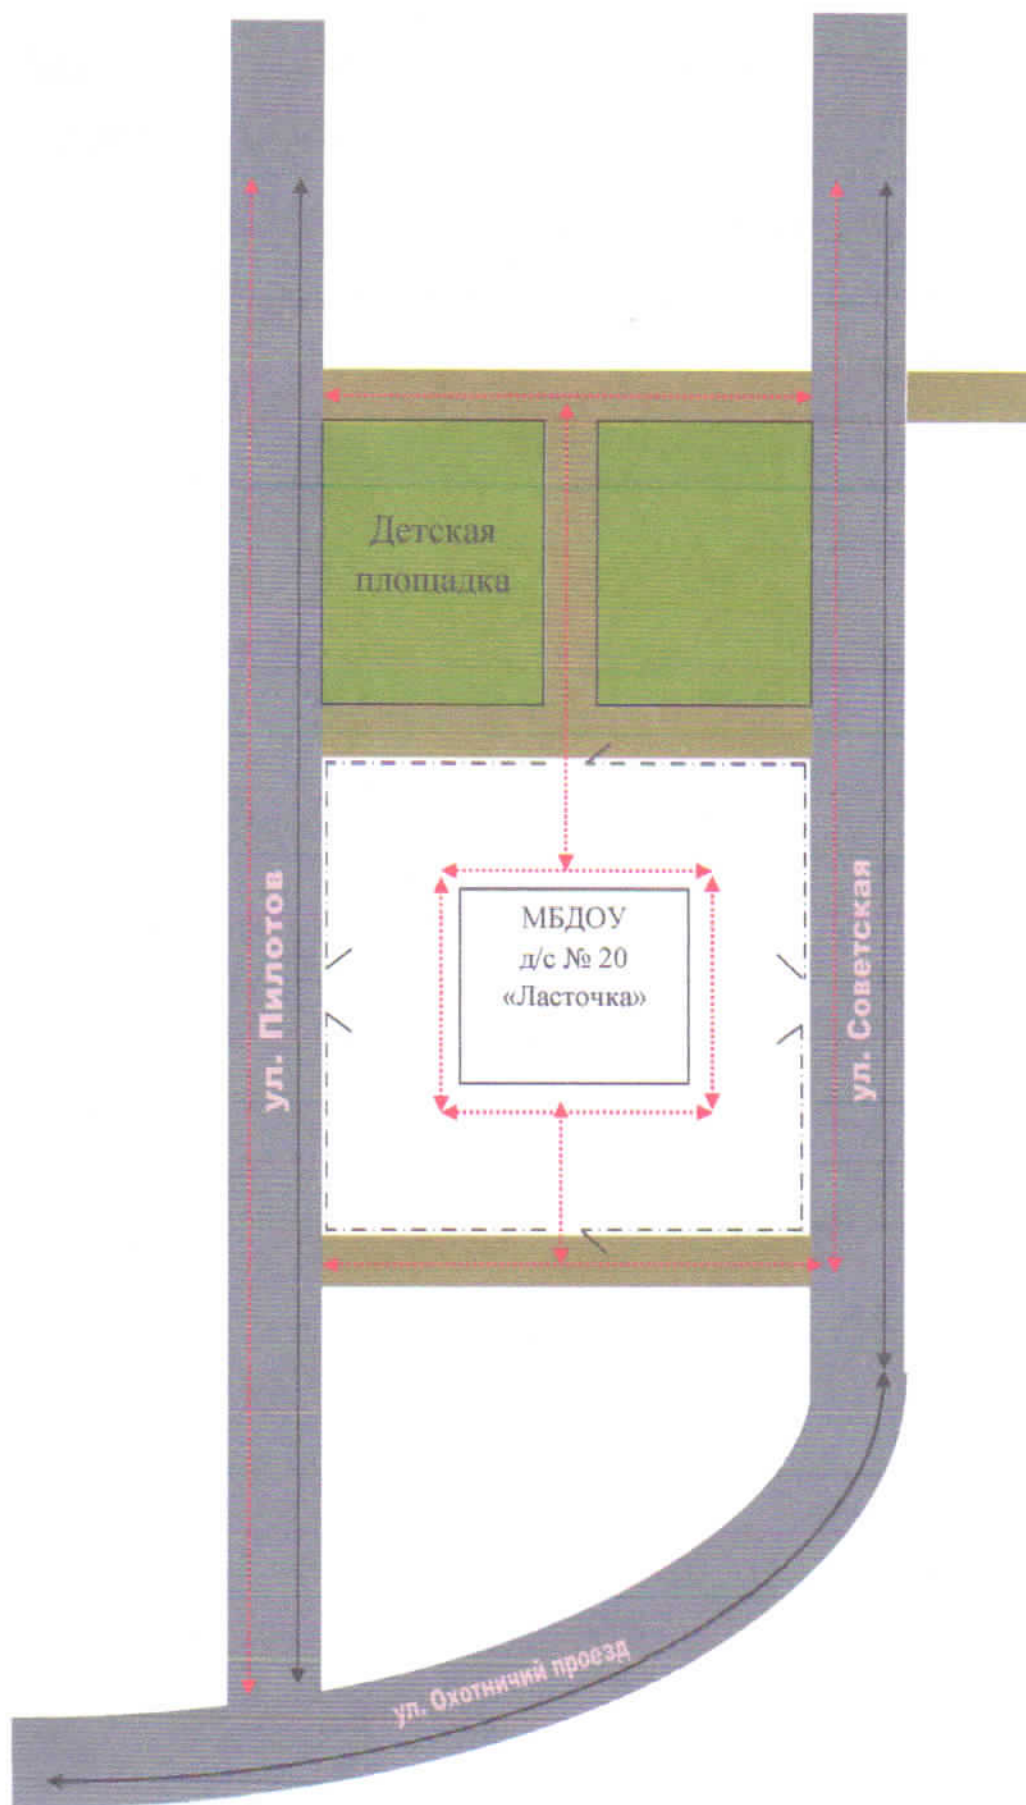 Детская
площадка
МБДОУ
д/с № 20
«Ласточка»
ул. Пилотов
ул. Советская
ул. Охотничий проезд